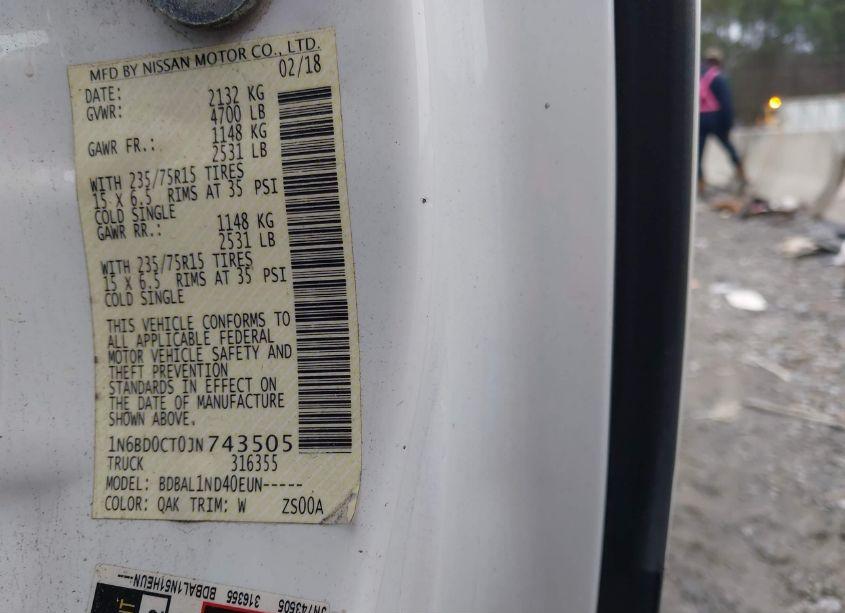 MFD BY NISSAN MOTOR CO., LTD.
DATE: 02/18
GVWR: 2132 KG
4700 LB
GAWR FR.: 1148 KG
2531 LB
WITH 235/75R15 TIRES
15 X 6.5 RIMS AT 35 PSI
COLD SINGLE
GAWR RR.: 1148 KG
2531 LB
WITH 235/75R15 TIRES
15 X 6.5 RIMS AT 35 PSI
COLD SINGLE
THIS VEHICLE CONFORMS TO
ALL APPLICABLE FEDERAL
MOTOR VEHICLE SAFETY AND
THEFT PREVENTION
STANDARDS IN EFFECT ON
THE DATE OF MANUFACTURE
SHOWN ABOVE.
1N6BD0CT0JN743505
TRUCK 316355
MODEL: BDBAL1ND40EUN-----
COLOR: QAK TRIM: W ZS00A
JN743505 316355 BDBAL1N51HEUN---